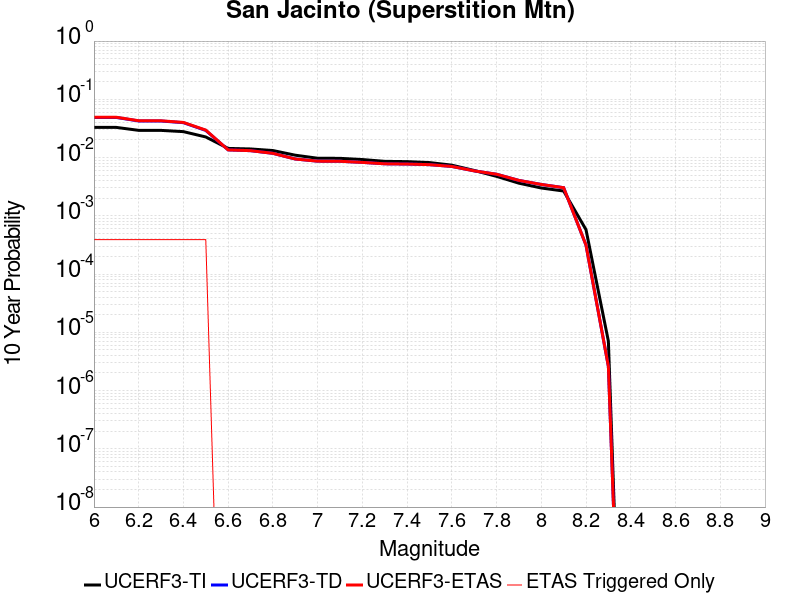 San Jacinto (Superstition Mtn)
10^0
10^-1
10^-2
10^-3
10^-4
10^-5
10^-6
10^-7
10^-8
10 Year Probability
6 6.2 6.4 6.6 6.8 7 7.2 7.4 7.6 7.8 8 8.2 8.4 8.6 8.8 9
Magnitude
UCERF3-TI UCERF3-TD UCERF3-ETAS ETAS Triggered Only